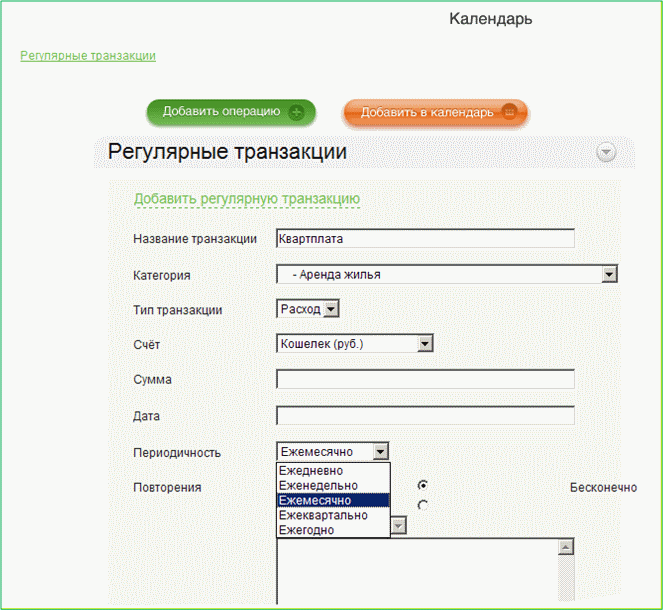 Календарь
Регулярные транзакции
Добавить операцию
Добавить в календарь
Регулярные транзакции
Добавить регулярную транзакцию
Название транзакции Квартплата
Категория - Аренда жилья
Тип транзакции Расход
Счёт Кошелек (руб.)
Сумма
Дата
Периодичность Ежемесячно
Ежедневно
Еженедельно
Повторения Бесконечно
Ежемесячно
Ежеквартально
Ежегодно